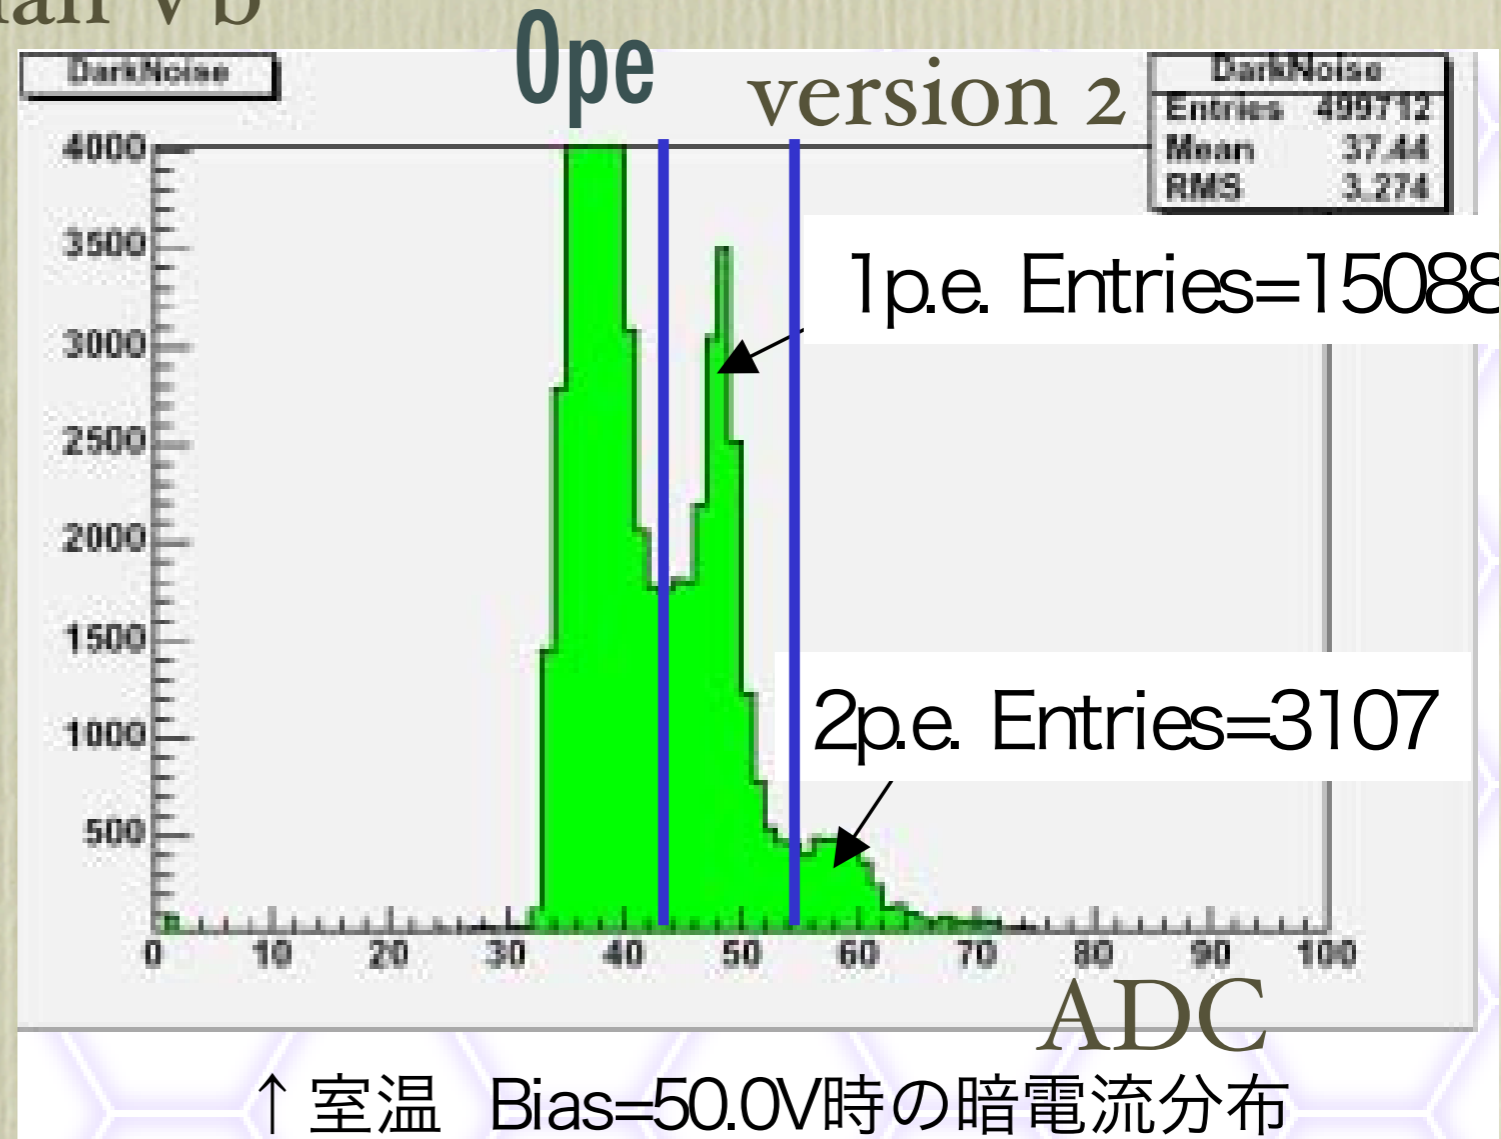 Vb
Ope
version 2
DarkNoise
DarkNoise
Entries 499712
Mean 37.44
RMS 3.274
4000
3500
3000
2500
2000
1500
1000
500
1p.e. Entries=15088
2p.e. Entries=3107
0 10 20 30 40 50 60 70 80 90 100
ADC
↑室温 Bias=50.0V時の暗電流分布